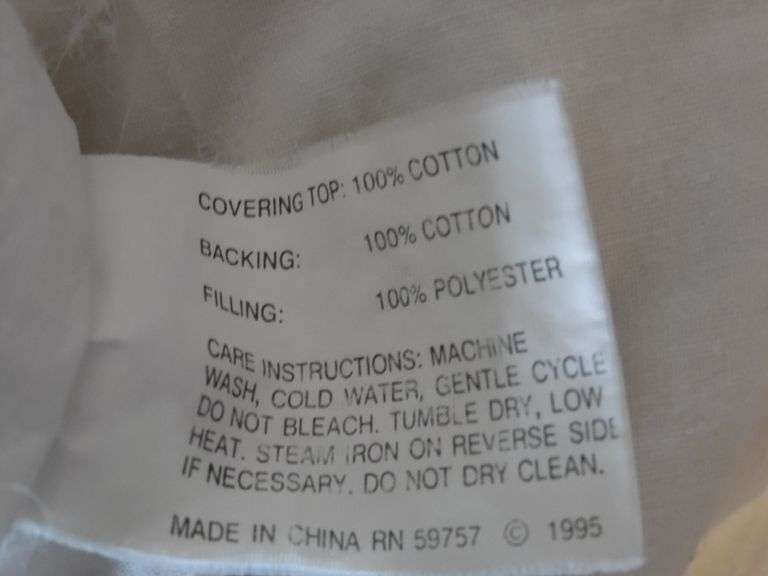 COVERING TOP: 100% COTTON
BACKING: 100% COTTON
FILLING: 100% POLYESTER
CARE INSTRUCTIONS: MACHINE
WASH, COLD WATER, GENTLE CYCLE
DO NOT BLEACH. TUMBLE DRY, LOW
HEAT. STEAM IRON ON REVERSE SIDE
IF NECESSARY. DO NOT DRY CLEAN.
MADE IN CHINA RN 59757 © 1995